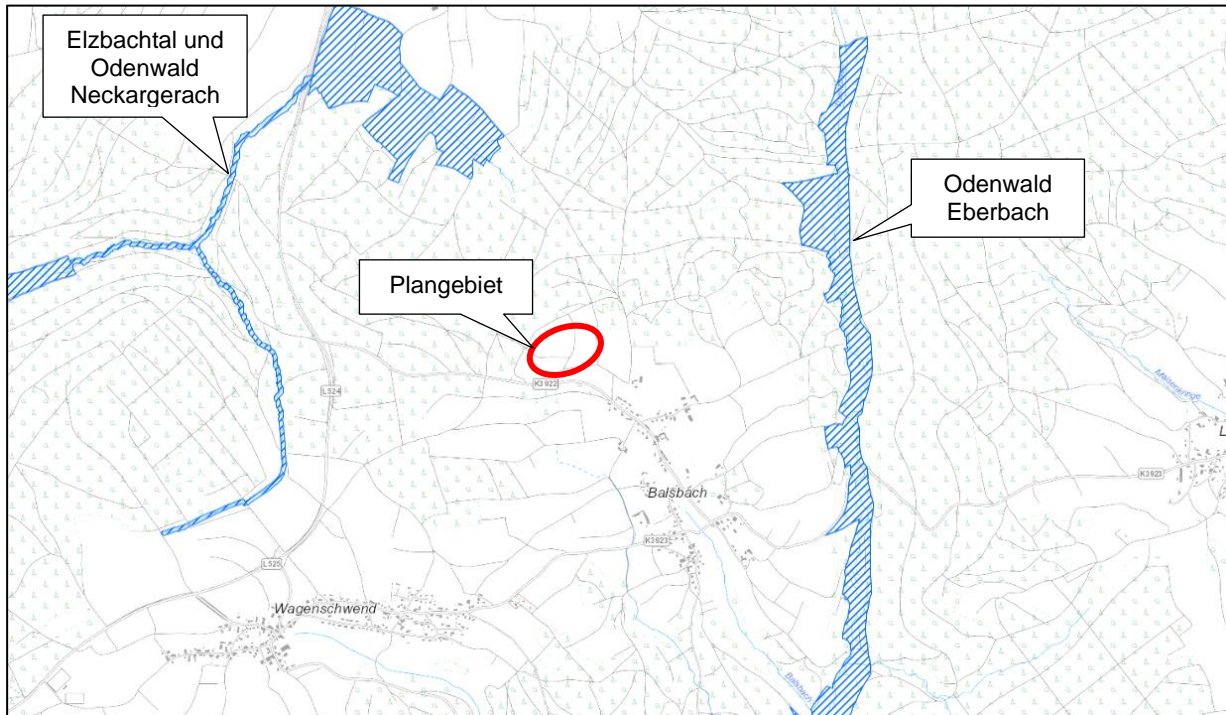 Elzbachtal und
Odenwald
Neckargerach
Odenwald
Eberbach
Plangebiet
K3922
L524
Balsbach
K3923
K3923
L525
Wagenschwend
L